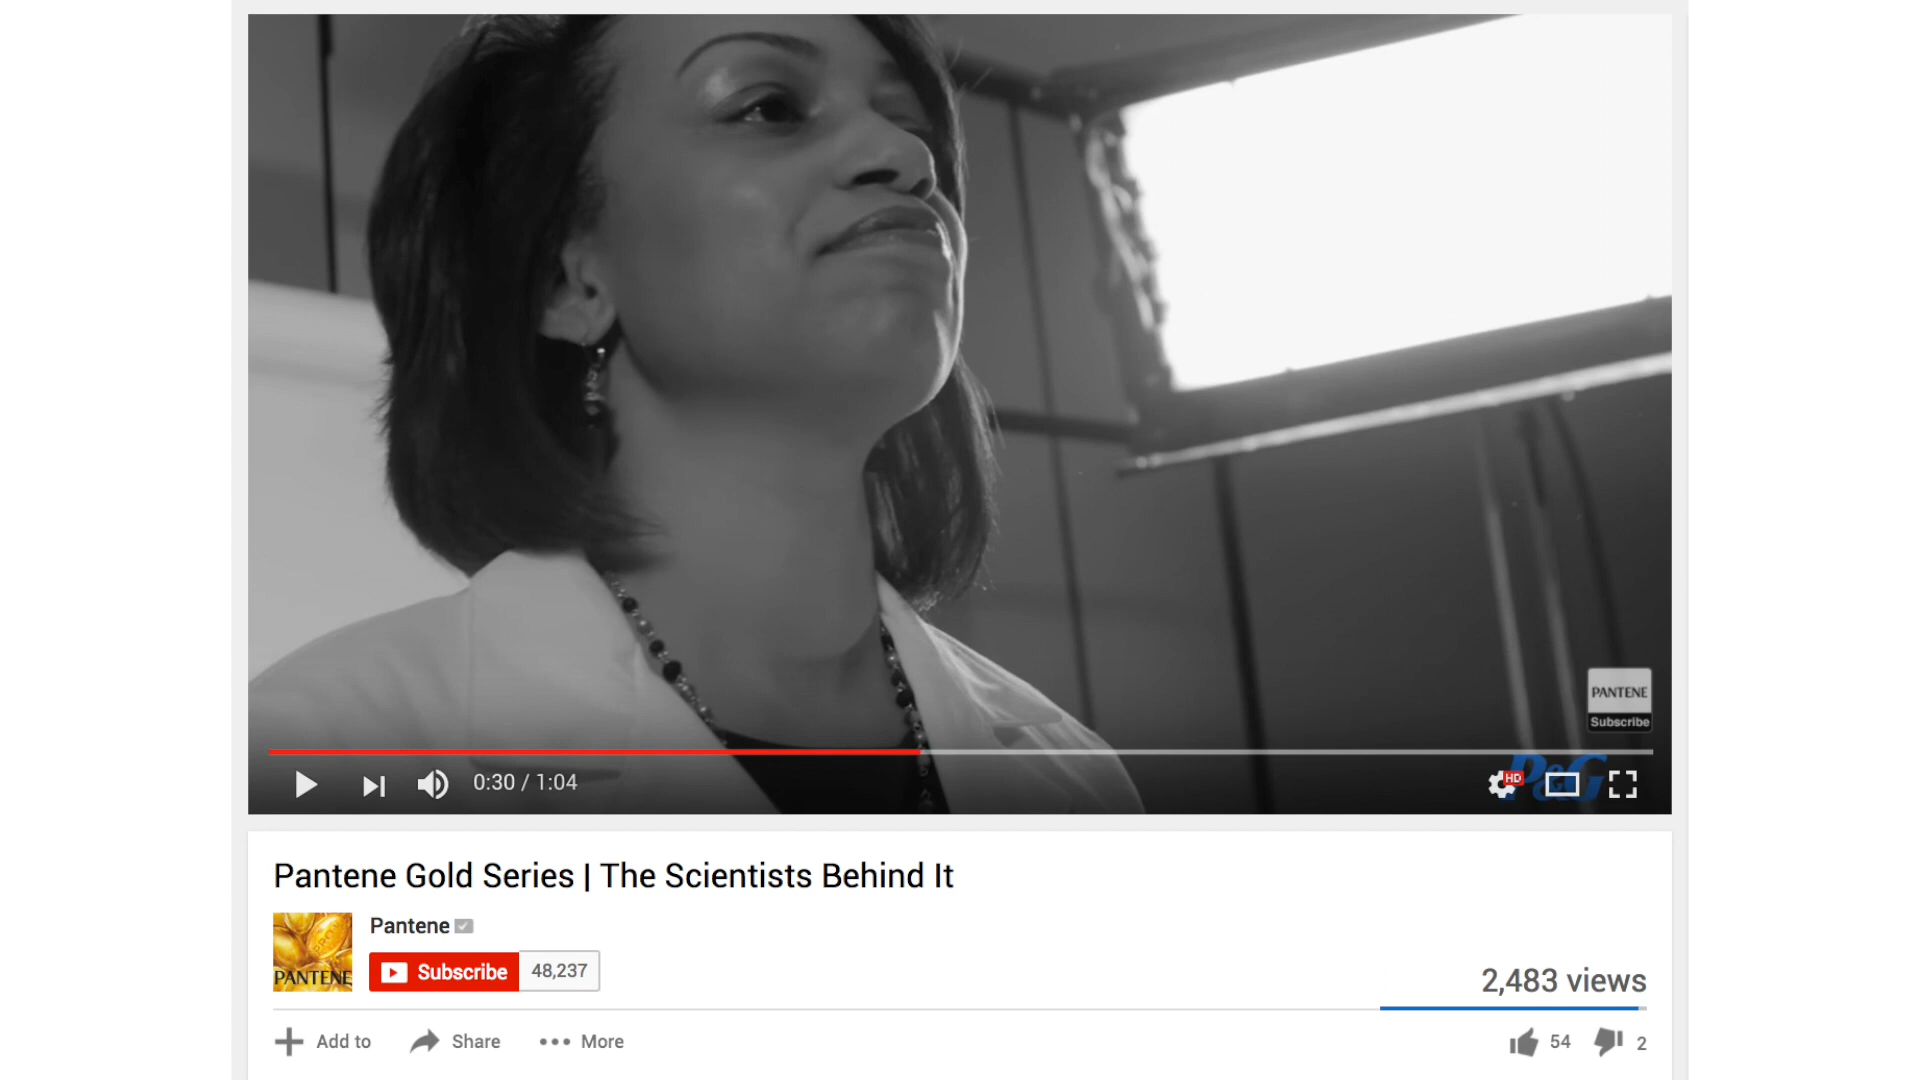 PANTENE
Subscribe
P&G
0:30 / 1:04
HD
Pantene Gold Series | The Scientists Behind It
PANTENE
Pantene
Subscribe 48,237
2,483 views
Add to Share More 54 2